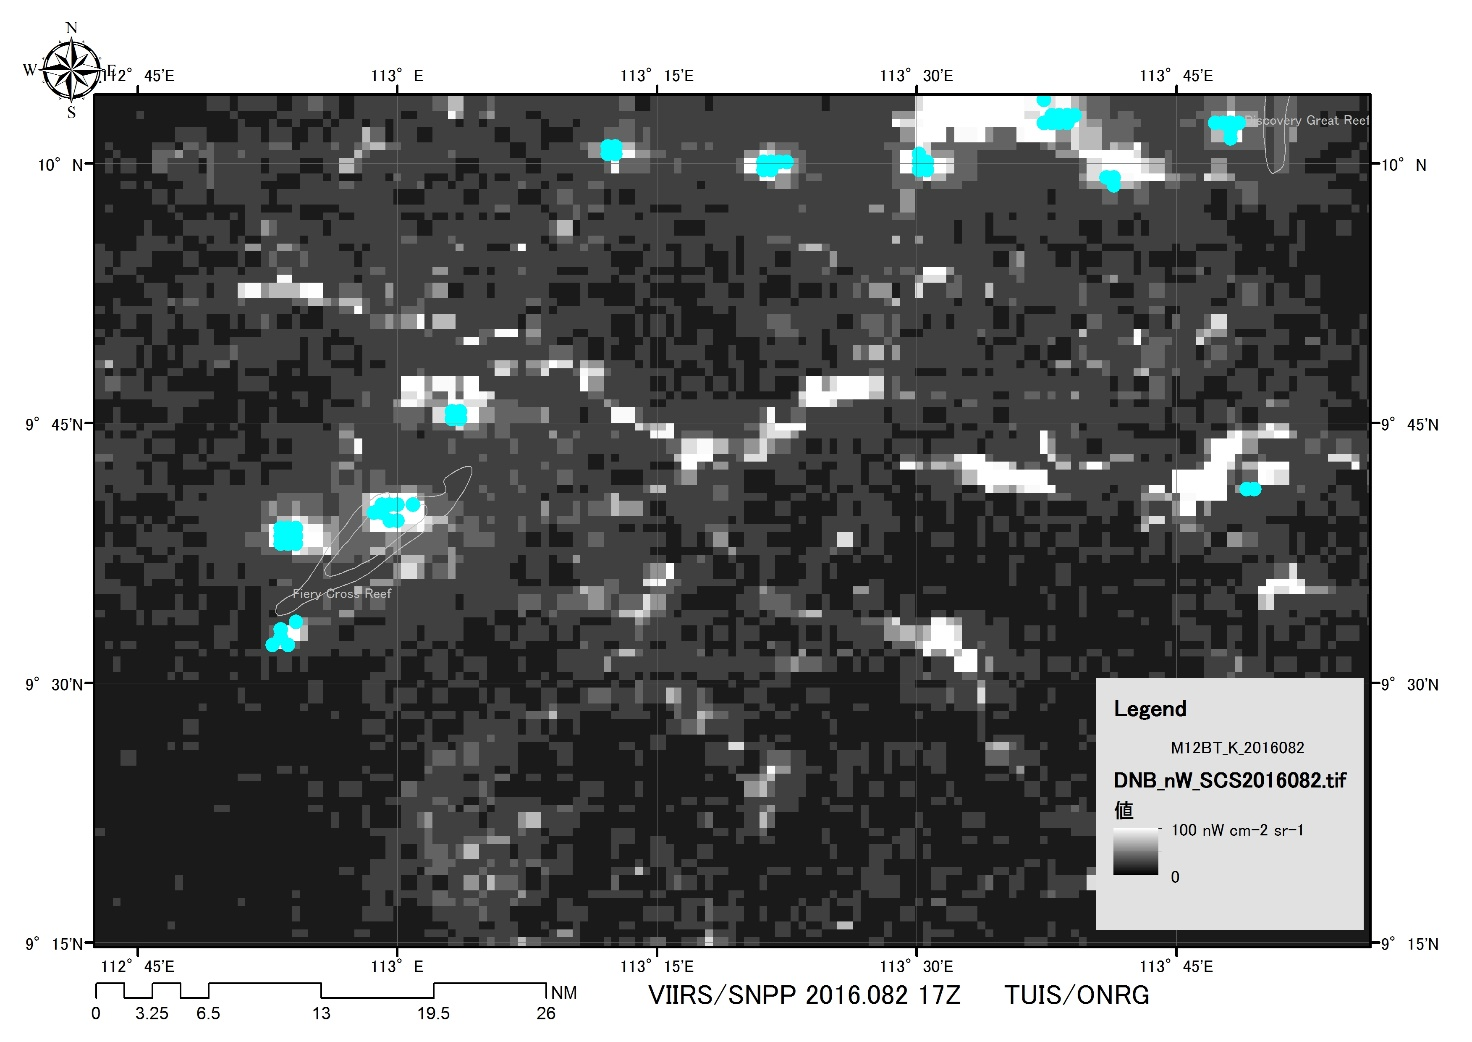 N
W E
S
112° 45'E 113° E 113° 15'E 113° 30'E 113° 45'E
Discovery Great Reef
10° N 10° N
9° 45'N 9° 45'N
Fiery Cross Reef
9° 30'N 9° 30'N
Legend
M12BT_K_2016082
DNB_nW_SCS2016082.tif
値
100 nW cm-2 sr-1
0
9° 15'N 9° 15'N
112° 45'E 113° E 113° 15'E 113° 30'E 113° 45'E
NM
0 3.25 6.5 13 19.5 26
VIIRS/SNPP 2016.082 17Z TUIS/ONRG